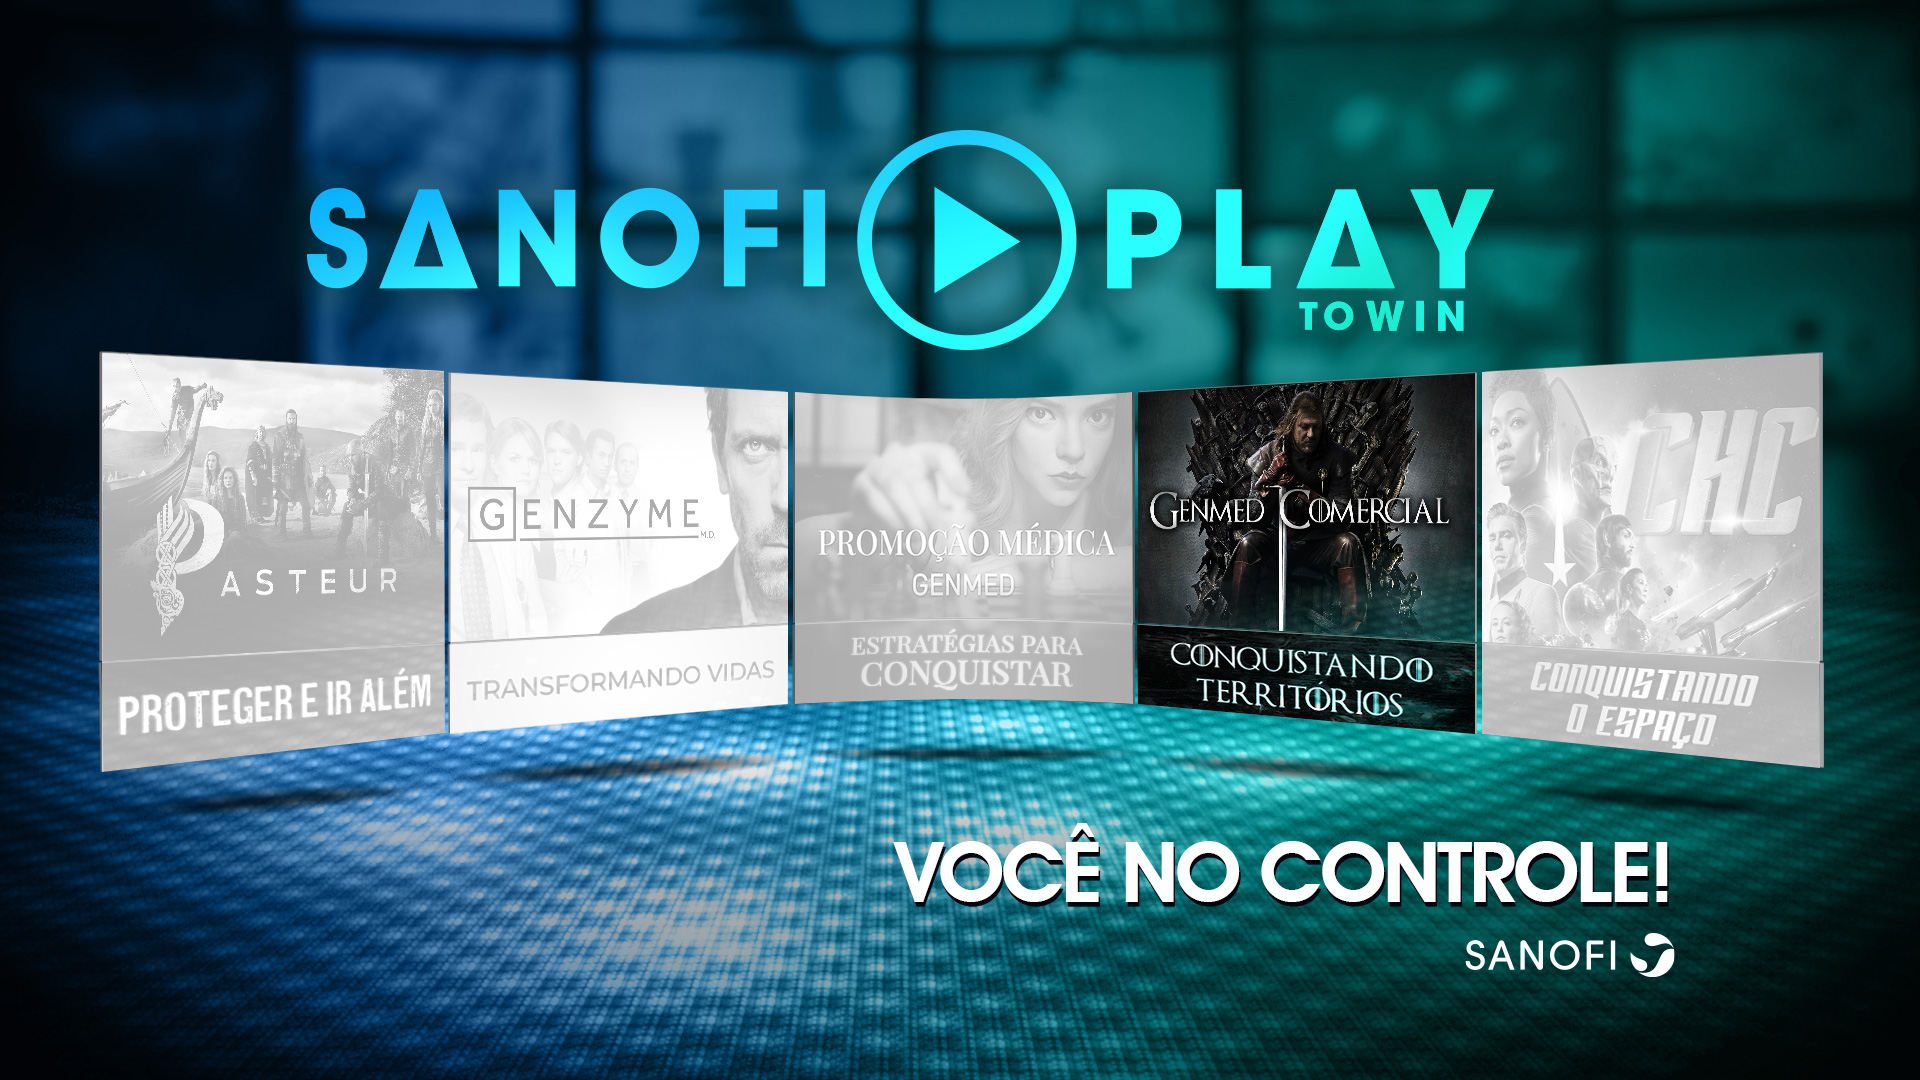 SANOFI PLAY
TO WIN
PASTEUR
PROTEGER E IR ALÉM
GENZYME
M.D.
TRANSFORMANDO VIDAS
PROMOÇÃO MÉDICA
GENMED
ESTRATÉGIAS PARA
CONQUISTAR
GENMED COMERCIAL
CONQUISTANDO
TERRITÓRIOS
CHC
CONQUISTANDO
O ESPAÇO
VOCÊ NO CONTROLE!
SANOFI